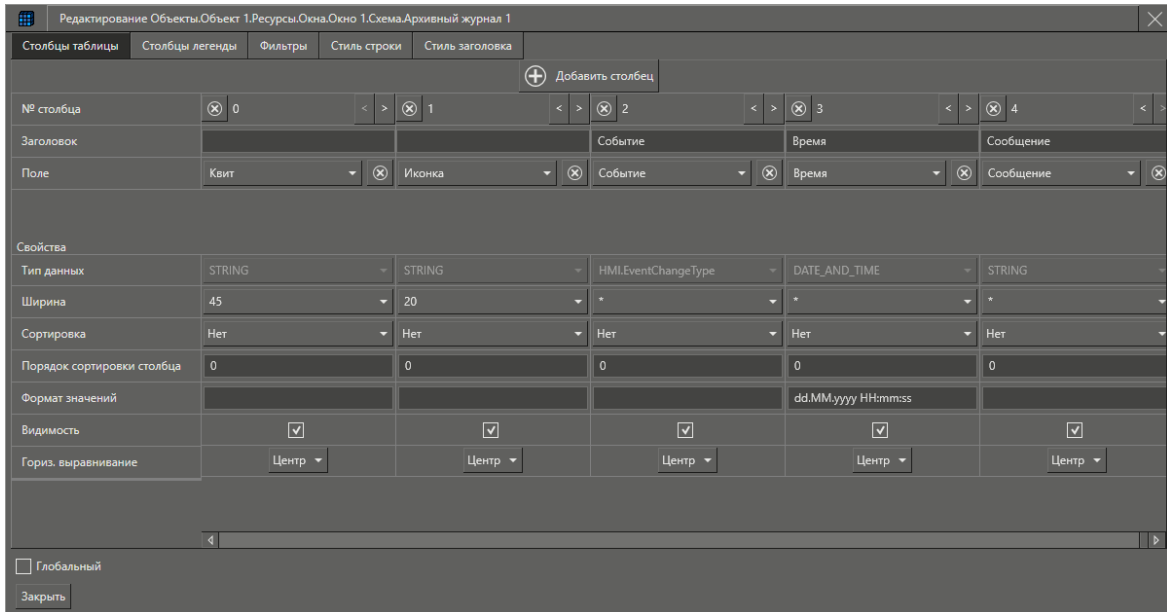 Редактирование Объекты.Объект 1.Ресурсы.Окна.Окно 1.Схема.Архивный журнал 1
Столбцы таблицы Столбцы легенды Фильтры Стиль строки Стиль заголовка
Добавить столбец
№ столбца 0 < > 1 < > 2 < > 3 < > 4 < >
Заголовок Событие Время Сообщение
Поле Квит Иконка Событие Время Сообщение
Свойства
Тип данных STRING STRING HMI.EventChangeType DATE_AND_TIME STRING
Ширина 45 20 * * *
Сортировка Нет Нет Нет Нет Нет
Порядок сортировки столбца 0 0 0 0 0
Формат значений dd.MM.yyyy HH:mm:ss
Видимость
Гориз. выравнивание Центр Центр Центр Центр Центр
Глобальный
Закрыть